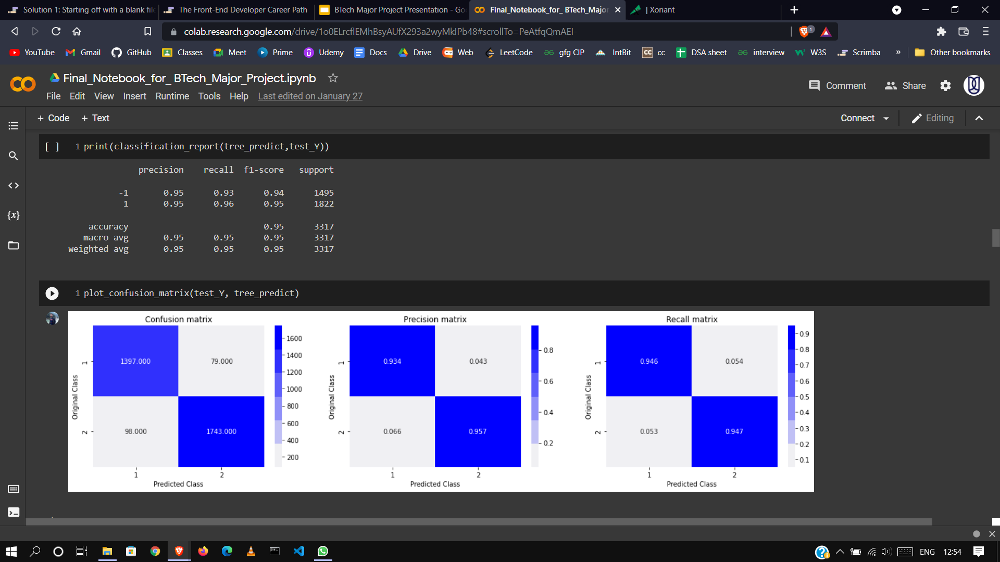 Solution 1: Starting off with a blank file
The Front-End Developer Career Path
BTech Major Project Presentation - Goo
Final_Notebook_for_ BTech_Major
| Xoriant
colab.research.google.com/drive/1o0ELrcflEMhBsyAUfX293a2wyMkIPb48#scrollTo=PeAtfqQmAEI-
1
YouTube Gmail GitHub Classes Meet Prime Udemy Docs Drive Web LeetCode gfg CIP IntBit cc DSA sheet interview W3S Scrimba » Other bookmarks
Final_Notebook_for_ BTech_Major_Project.ipynb
Comment Share
File Edit View Insert Runtime Tools Help Last edited on January 27
+ Code + Text
Connect Editing
[ ] 1 print(classification_report(tree_predict,test_Y))
precision recall f1-score support
-1 0.95 0.93 0.94 1495
1 0.95 0.96 0.95 1822
accuracy 0.95 3317
macro avg 0.95 0.95 0.95 3317
weighted avg 0.95 0.95 0.95 3317
1 plot_confusion_matrix(test_Y, tree_predict)
Confusion matrix
1397.000 79.000
98.000 1743.000
Original Class
1
2
1 2
Predicted Class
1600
1400
1200
1000
800
600
400
200
Precision matrix
0.934 0.043
0.066 0.957
Original Class
1
2
1 2
Predicted Class
0.8
0.6
0.4
0.2
Recall matrix
0.946 0.054
0.053 0.947
Original Class
1
2
1 2
Predicted Class
0.9
0.8
0.7
0.6
0.5
0.4
0.3
0.2
0.1
ENG 12:54